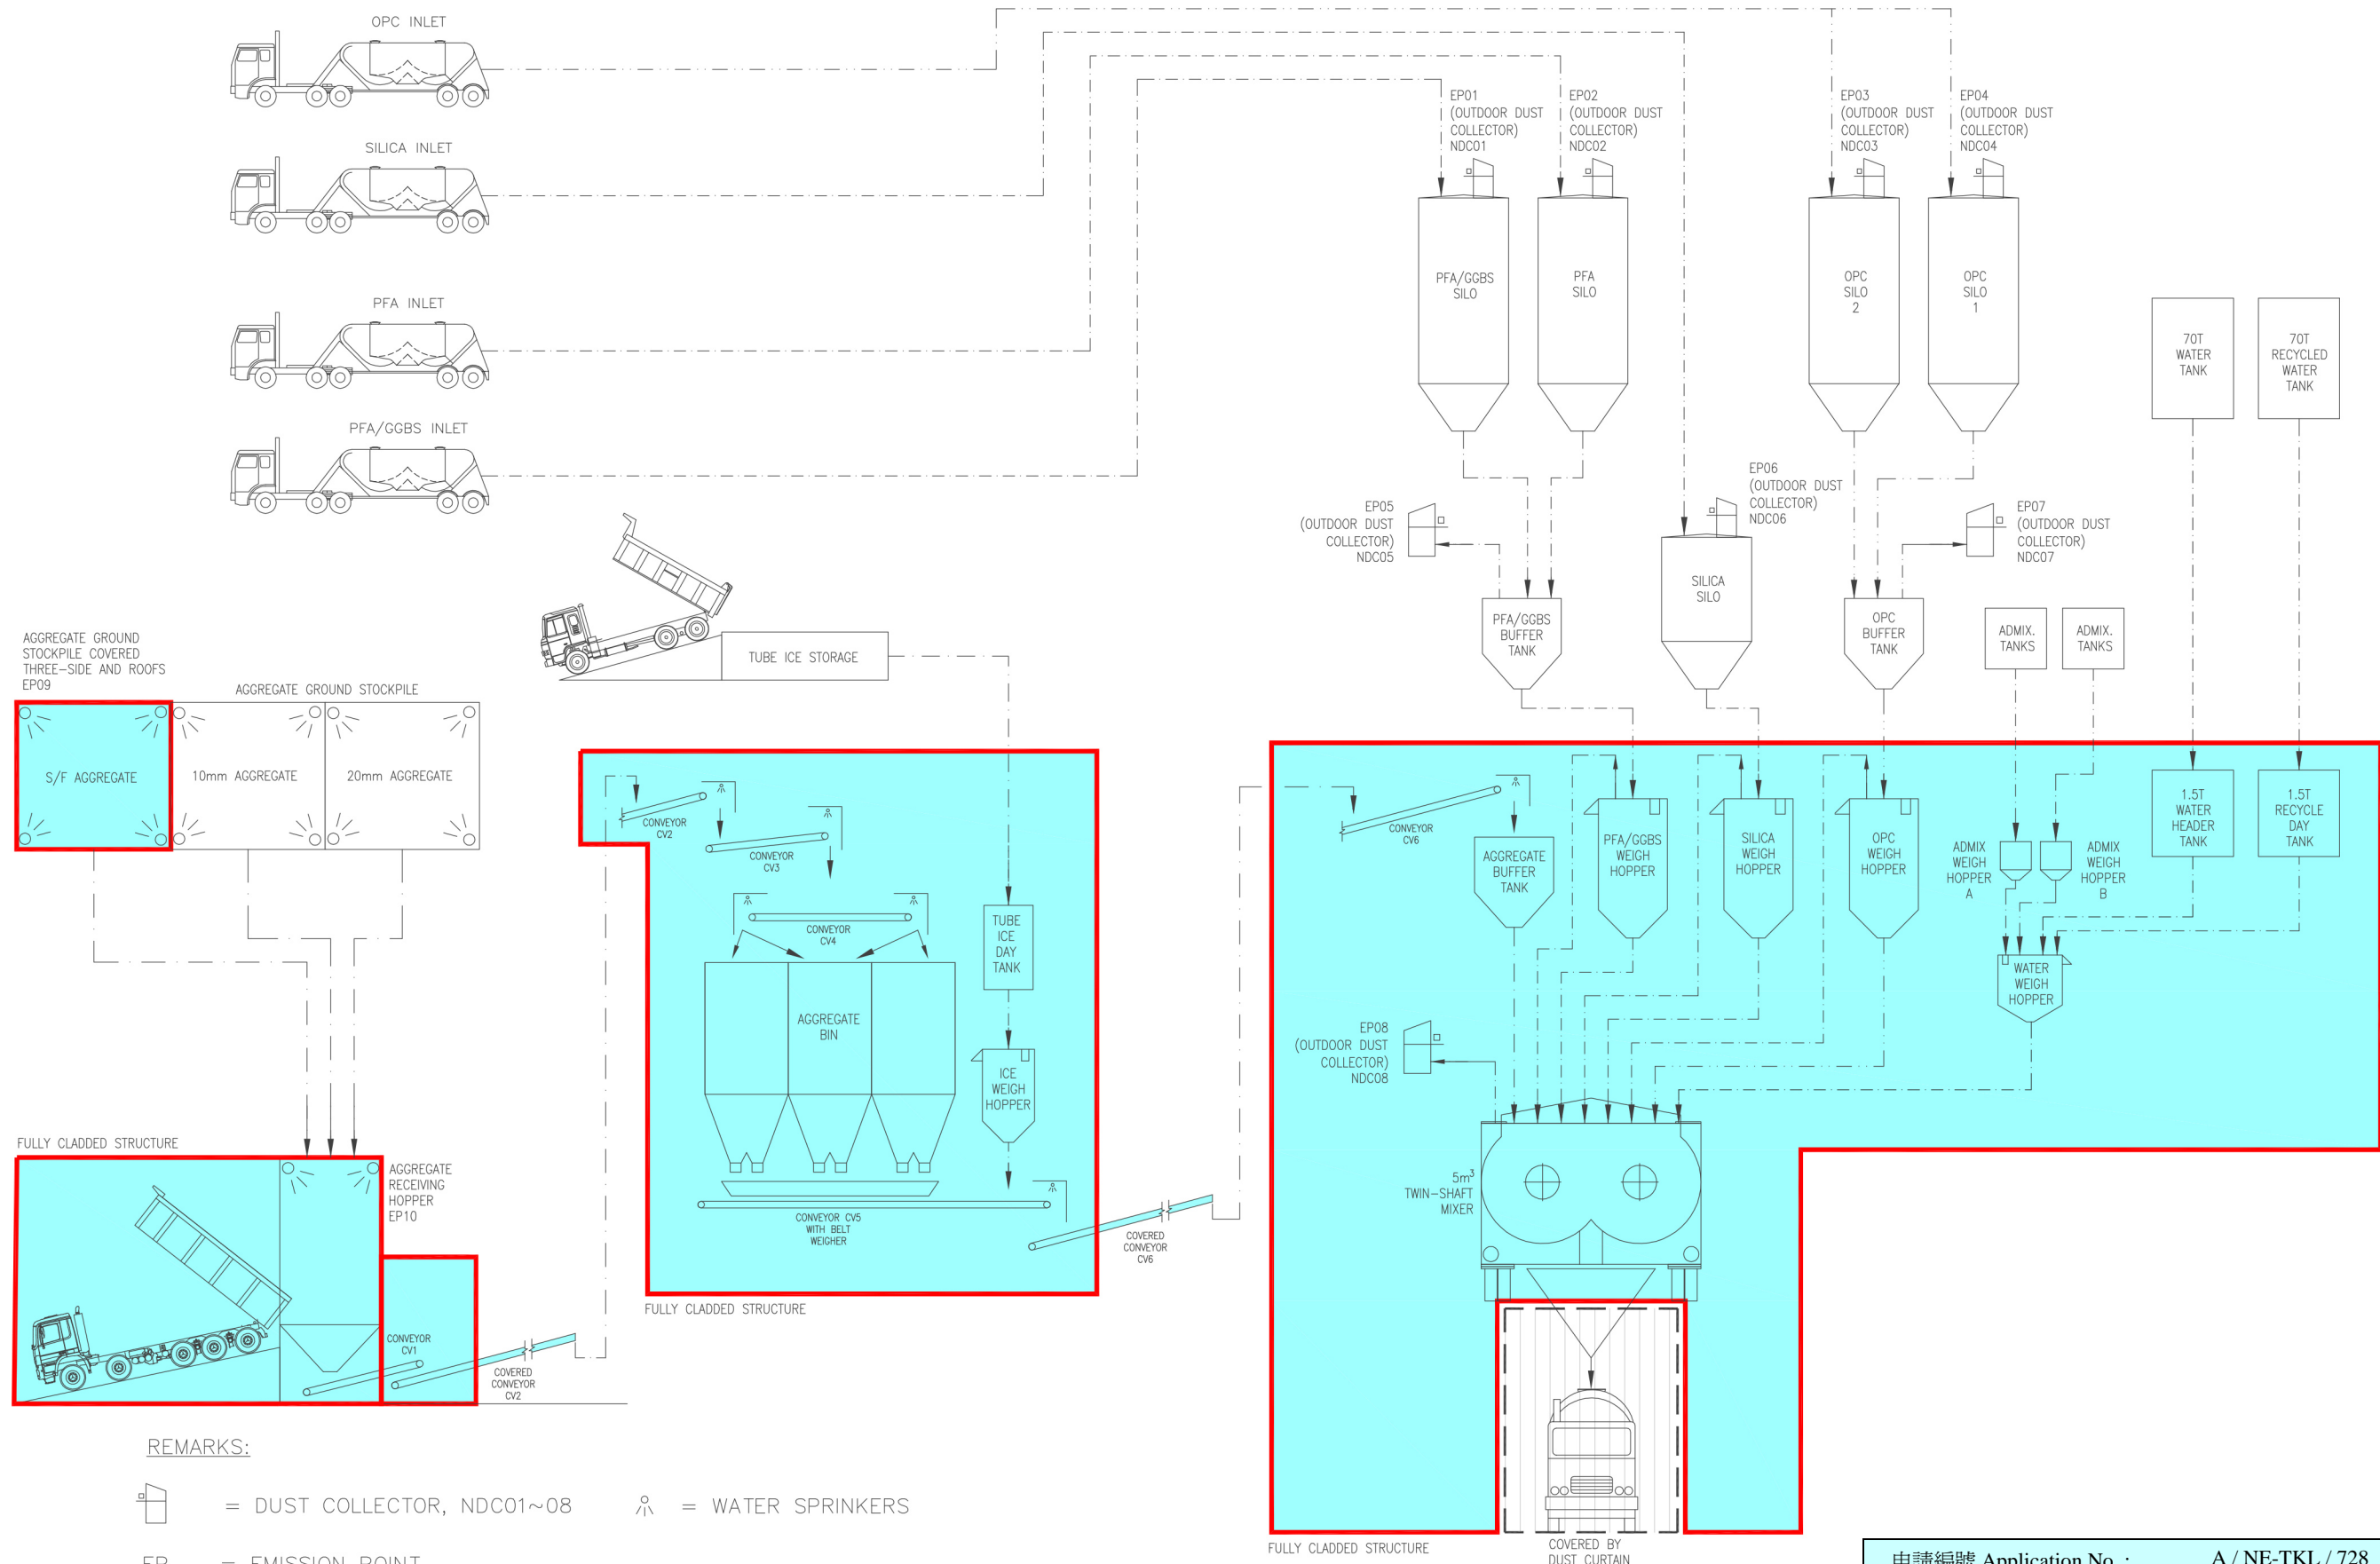 OPC INLET
SILICA INLET
PFA INLET
PFA/GGBS INLET
EP01
(OUTDOOR DUST
COLLECTOR)
NDC01
EP02
(OUTDOOR DUST
COLLECTOR)
NDC02
EP03
(OUTDOOR DUST
COLLECTOR)
NDC03
EP04
(OUTDOOR DUST
COLLECTOR)
NDC04
PFA/GGBS
SILO
PFA
SILO
OPC
SILO
2
OPC
SILO
1
70T
WATER
TANK
70T
RECYCLED
WATER
TANK
EP05
(OUTDOOR DUST
COLLECTOR)
NDC05
EP06
(OUTDOOR DUST
COLLECTOR)
NDC06
EP07
(OUTDOOR DUST
COLLECTOR)
NDC07
SILICA
SILO
PFA/GGBS
BUFFER
TANK
OPC
BUFFER
TANK
ADMIX.
TANKS
ADMIX.
TANKS
TUBE ICE STORAGE
AGGREGATE GROUND
STOCKPILE COVERED
THREE-SIDE AND ROOFS
EP09
AGGREGATE GROUND STOCKPILE
S/F AGGREGATE
10mm AGGREGATE
20mm AGGREGATE
CONVEYOR
CV2
CONVEYOR
CV3
CONVEYOR
CV4
AGGREGATE
BIN
TUBE
ICE
DAY
TANK
ICE
WEIGH
HOPPER
CONVEYOR CV5
WITH BELT
WEIGHER
FULLY CLADDED STRUCTURE
COVERED
CONVEYOR
CV6
CONVEYOR
CV6
AGGREGATE
BUFFER
TANK
PFA/GGBS
WEIGH
HOPPER
SILICA
WEIGH
HOPPER
OPC
WEIGH
HOPPER
ADMIX
WEIGH
HOPPER
A
ADMIX
WEIGH
HOPPER
B
1.5T
WATER
HEADER
TANK
1.5T
RECYCLE
DAY
TANK
WATER
WEIGH
HOPPER
EP08
(OUTDOOR DUST
COLLECTOR)
NDC08
5m³
TWIN-SHAFT
MIXER
FULLY CLADDED STRUCTURE
AGGREGATE
RECEIVING
HOPPER
EP10
CONVEYOR
CV1
COVERED
CONVEYOR
CV2
FULLY CLADDED STRUCTURE
COVERED BY
DUST CURTAIN
REMARKS:
= DUST COLLECTOR, NDC01~08
= WATER SPRINKERS
EP = EMISSION POINT
申請編號 Application No. : A / NE-TKL / 728